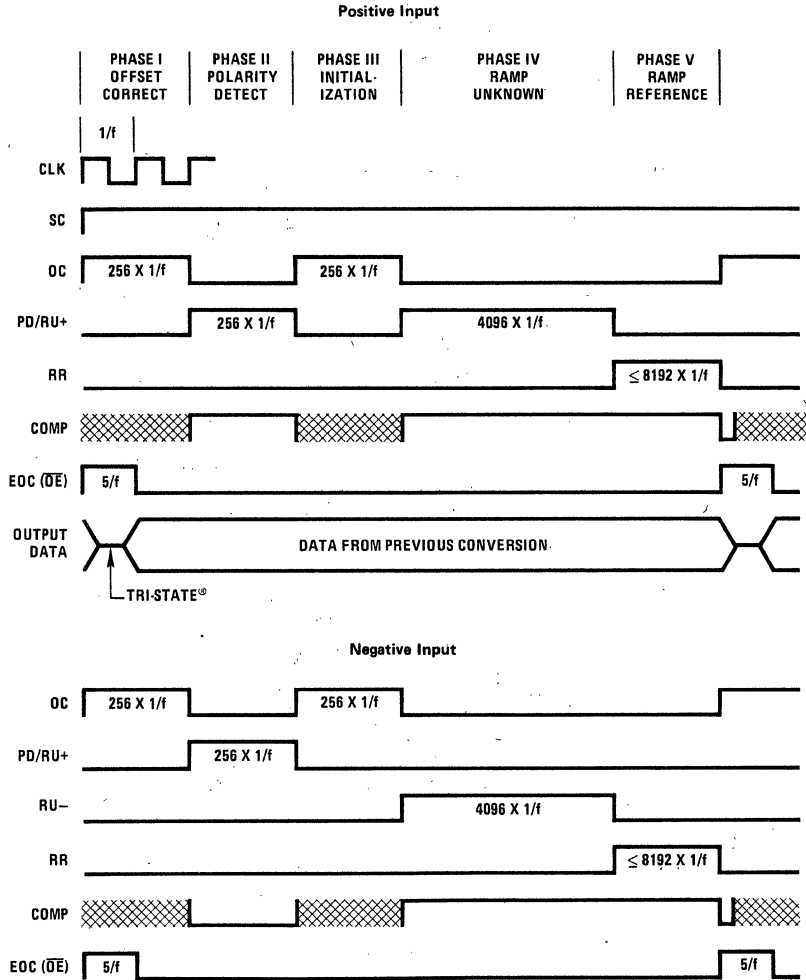 Positive Input
PHASE I OFFSET CORRECT
PHASE II POLARITY DETECT
PHASE III INITIAL- IZATION
PHASE IV RAMP UNKNOWN
PHASE V RAMP REFERENCE
1/f
CLK
SC
OC 256 X 1/f 256 X 1/f
PD/RU+ 256 X 1/f 4096 X 1/f
RR ≤ 8192 X 1/f
COMP
EOC (O̅E̅) 5/f 5/f
OUTPUT DATA DATA FROM PREVIOUS CONVERSION
TRI-STATE®
Negative Input
OC 256 X 1/f 256 X 1/f
PD/RU+ 256 X 1/f
RU− 4096 X 1/f
RR ≤ 8192 X 1/f
COMP
EOC (O̅E̅) 5/f 5/f